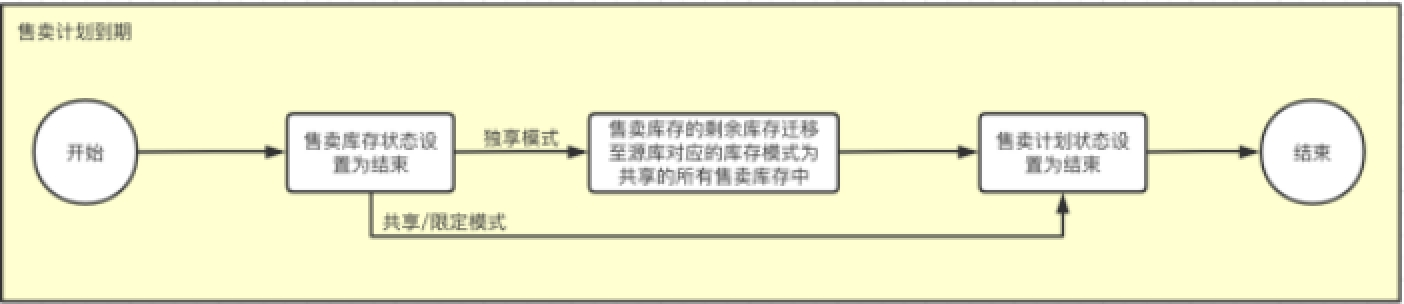 售卖计划到期
开始
售卖库存状态设
置为结束
独享模式
售卖库存的剩余库存迁移
至源库对应的库存模式为
共享的所有售卖库存中
售卖计划状态设
置为结束
结束
共享/限定模式